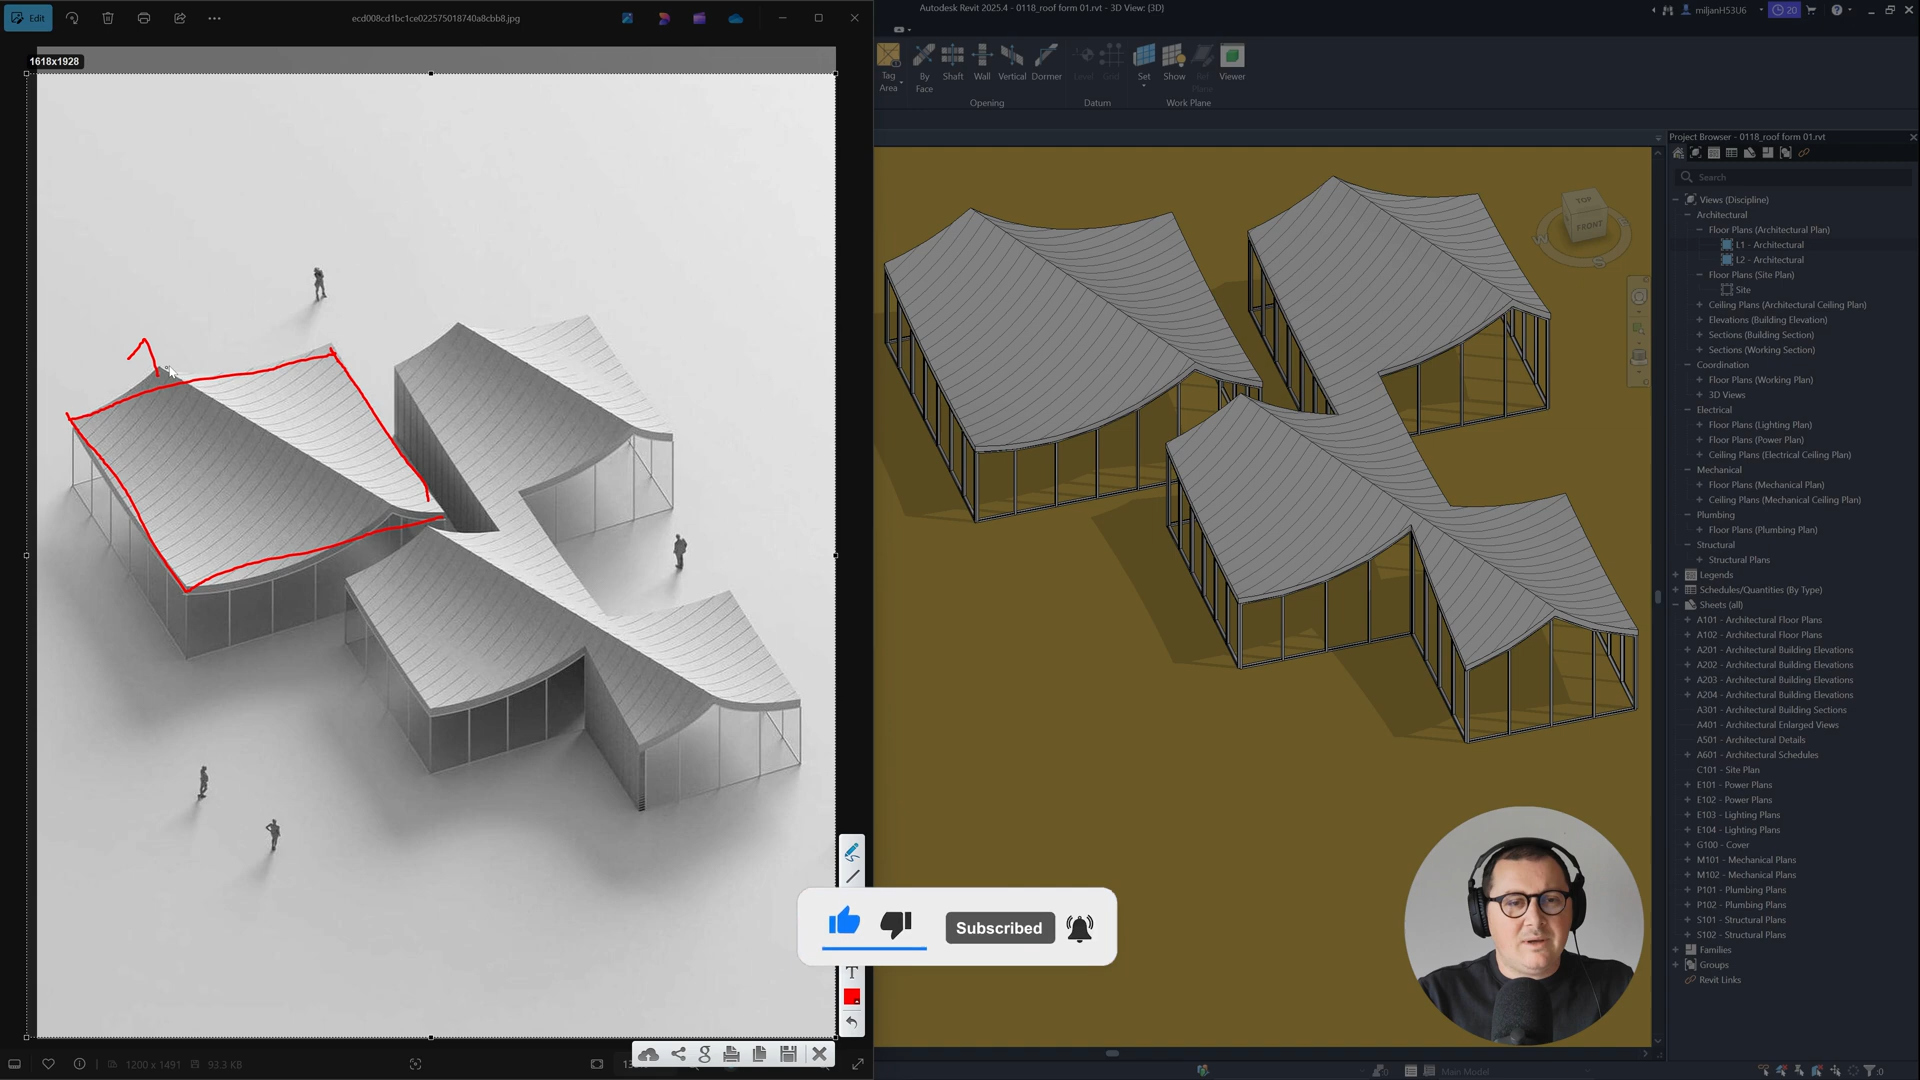 Edit
ecd008cd1bc1ce022575018740a8cbb8.jpg
1618x1928
1200 x 1491
93.3 KB
Autodesk Revit 2025.4 - 0118_roof form 01.rvt - 3D View: {3D}
miljanH53U6
20
Tag Area
By Face
Shaft
Wall
Vertical
Dormer
Level
Grid
Set
Show
Ref Plane
Viewer
Opening
Datum
Work Plane
TOP
FRONT
W
S
Project Browser - 0118_roof form 01.rvt
Search
Views (Discipline)
Architectural
Floor Plans (Architectural Plan)
L1 - Architectural
L2 - Architectural
Floor Plans (Site Plan)
Site
Ceiling Plans (Architectural Ceiling Plan)
Elevations (Building Elevation)
Sections (Building Section)
Sections (Working Section)
Coordination
Floor Plans (Working Plan)
3D Views
Electrical
Floor Plans (Lighting Plan)
Floor Plans (Power Plan)
Ceiling Plans (Electrical Ceiling Plan)
Mechanical
Floor Plans (Mechanical Plan)
Ceiling Plans (Mechanical Ceiling Plan)
Plumbing
Floor Plans (Plumbing Plan)
Structural
Structural Plans
Legends
Schedules/Quantities (By Type)
Sheets (all)
A101 - Architectural Floor Plans
A102 - Architectural Floor Plans
A201 - Architectural Building Elevations
A202 - Architectural Building Elevations
A203 - Architectural Building Elevations
A204 - Architectural Building Elevations
A301 - Architectural Building Sections
A401 - Architectural Enlarged Views
A501 - Architectural Details
A601 - Architectural Schedules
C101 - Site Plan
E101 - Power Plans
E102 - Power Plans
E103 - Lighting Plans
E104 - Lighting Plans
G100 - Cover
M101 - Mechanical Plans
M102 - Mechanical Plans
P101 - Plumbing Plans
P102 - Plumbing Plans
S101 - Structural Plans
S102 - Structural Plans
Families
Groups
Revit Links
Subscribed
T
:0
Main Model
:0